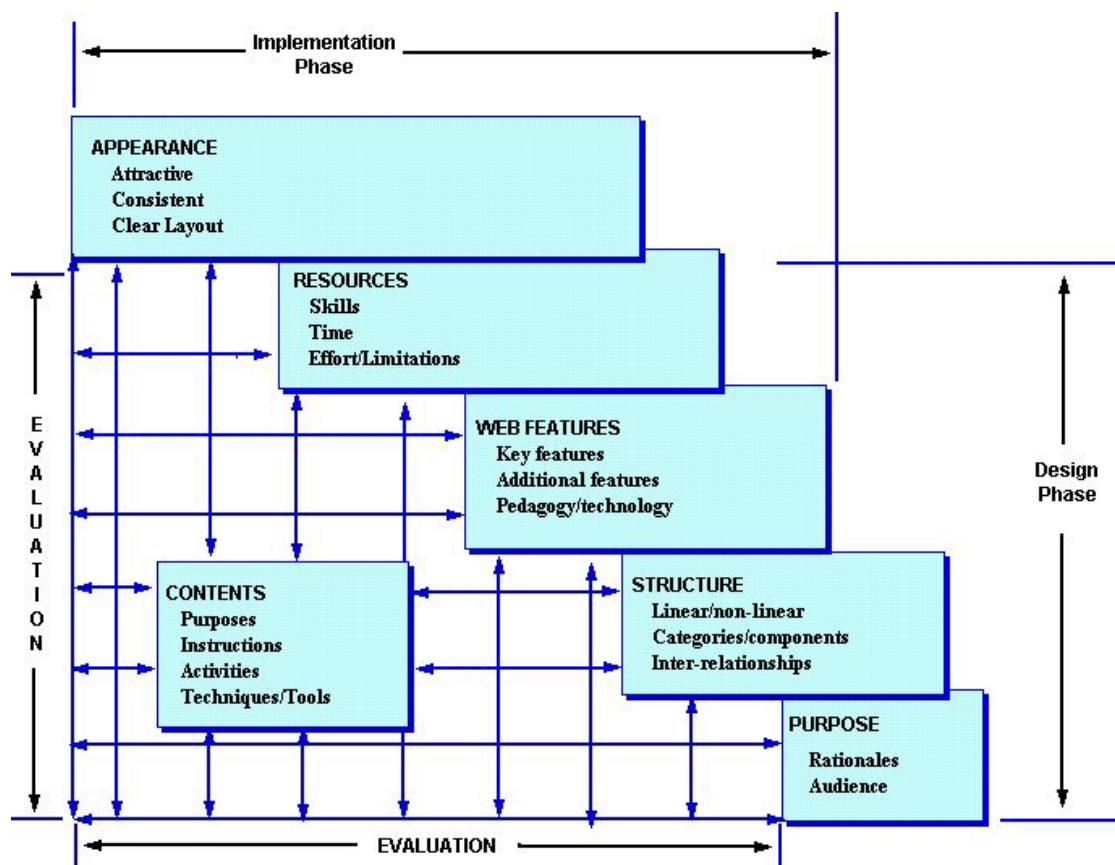 Implementation
Phase
APPEARANCE
Attractive
Consistent
Clear Layout
RESOURCES
Skills
Time
Effort/Limitations
WEB FEATURES
Key features
Additional features
Pedagogy/technology
EVALUATION
Design
Phase
CONTENTS
Purposes
Instructions
Activities
Techniques/Tools
STRUCTURE
Linear/non-linear
Categories/components
Inter-relationships
PURPOSE
Rationales
Audience
EVALUATION